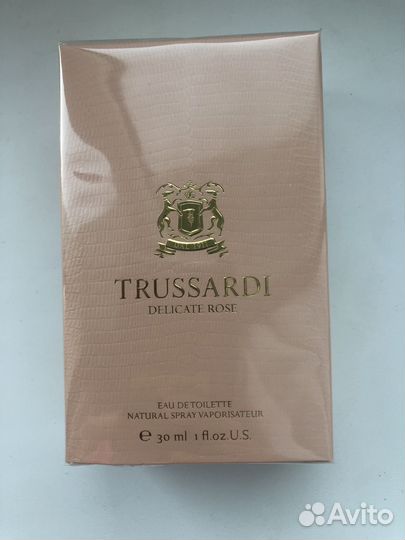 TRUSSARDI
DELICATE ROSE
EAU DE TOILETTE
NATURAL SPRAY VAPORISATEUR
℮ 30 ml 1 fl.oz.U.S.
Avito